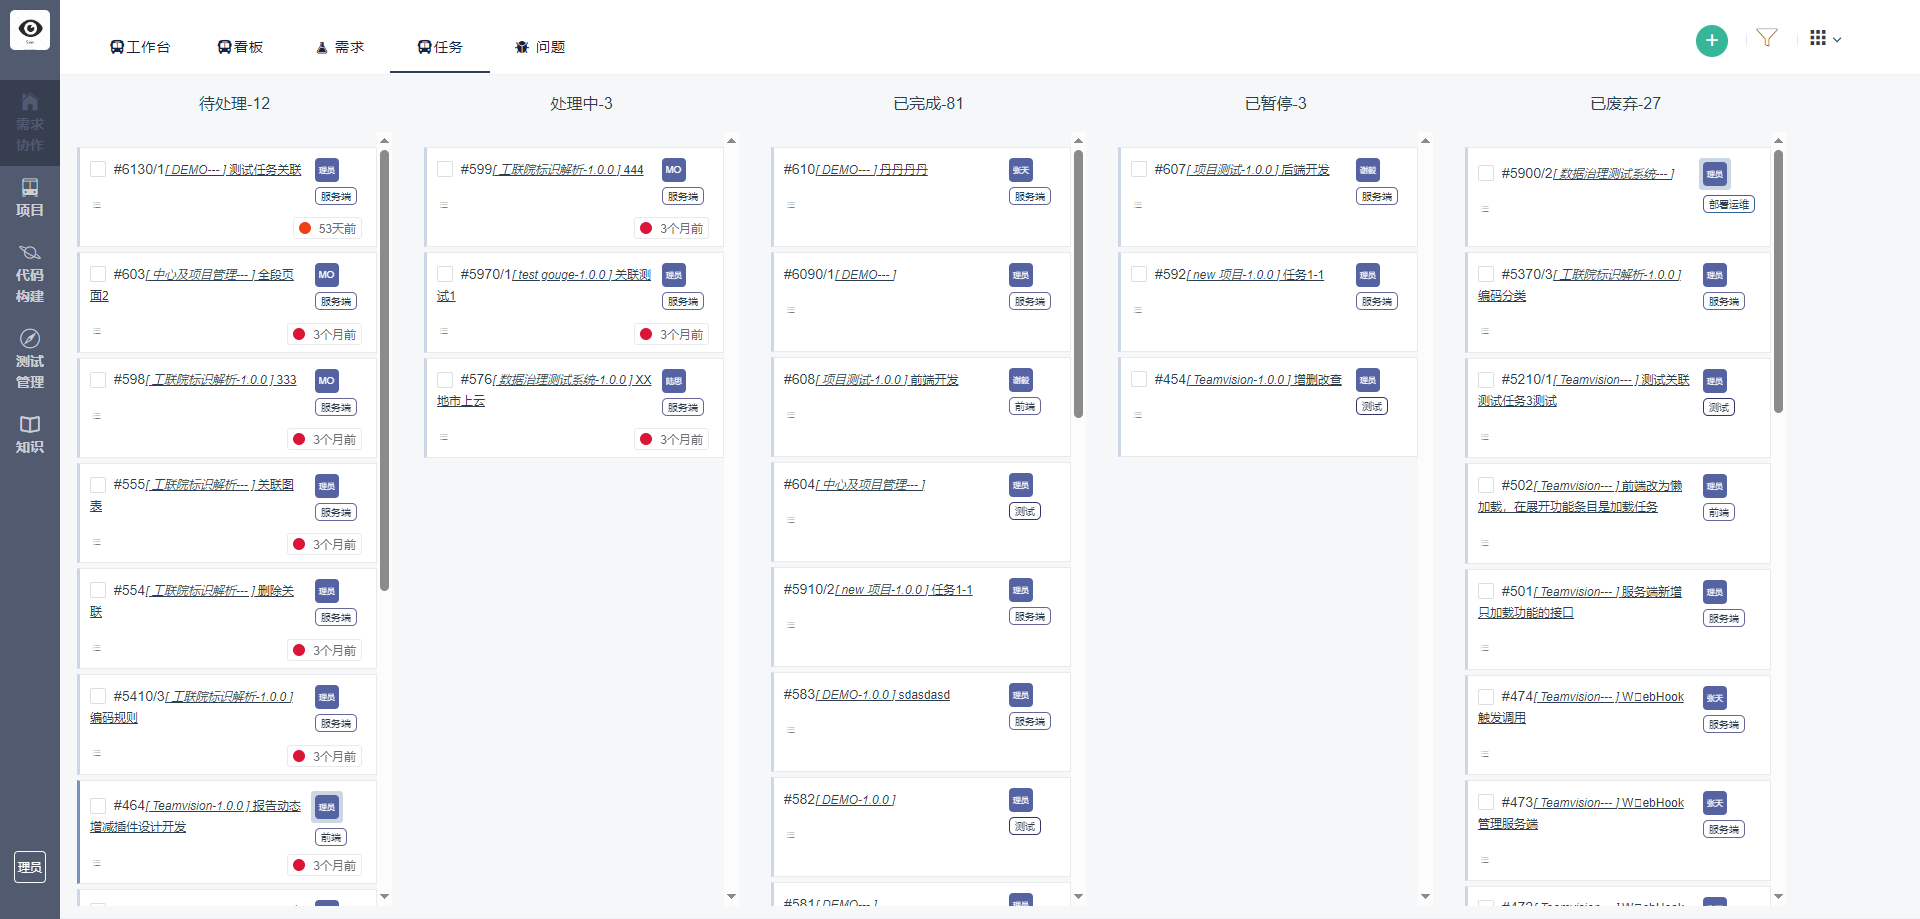 工作台
看板
需求
任务
问题
需求
协作
项目
代码
构建
测试
管理
知识
理员
待处理-12
#6130/1[ DEMO--- ] 测试任务关联
理员
服务端
53天前
#603[ 中心及项目管理--- ] 全段页
面2
MO
服务端
3个月前
#598[ 工联院标识解析-1.0.0 ] 333
MO
服务端
3个月前
#555[ 工联院标识解析--- ] 关联图
表
理员
服务端
3个月前
#554[ 工联院标识解析--- ] 删除关
联
理员
服务端
3个月前
#5410/3[ 工联院标识解析-1.0.0 ]
编码规则
理员
服务端
3个月前
#464[ Teamvision-1.0.0 ] 报告动态
增减插件设计开发
理员
前端
3个月前
处理中-3
#599[ 工联院标识解析-1.0.0 ] 444
MO
服务端
3个月前
#5970/1[ test gouge-1.0.0 ] 关联测
试1
理员
服务端
3个月前
#576[ 数据治理测试系统-1.0.0 ] XX
地市上云
陆思
服务端
3个月前
已完成-81
#610[ DEMO--- ] 丹丹丹丹
张天
服务端
#6090/1[ DEMO--- ]
理员
服务端
#608[ 项目测试-1.0.0 ] 前端开发
谢毅
前端
#604[ 中心及项目管理--- ]
理员
测试
#5910/2[ new 项目-1.0.0 ] 任务1-1
理员
服务端
#583[ DEMO-1.0.0 ] sdasdasd
理员
服务端
#582[ DEMO-1.0.0 ]
理员
测试
#581[ DEMO--- ]
理员
已暂停-3
#607[ 项目测试-1.0.0 ] 后端开发
谢毅
服务端
#592[ new 项目-1.0.0 ] 任务1-1
理员
服务端
#454[ Teamvision-1.0.0 ] 增删改查
理员
测试
已废弃-27
#5900/2[ 数据治理测试系统--- ]
理员
部署运维
#5370/3[ 工联院标识解析-1.0.0 ]
编码分类
理员
服务端
#5210/1[ Teamvision--- ] 测试关联
测试任务3测试
理员
测试
#502[ Teamvision--- ] 前端改为懒
加载，在展开功能条目是加载任务
理员
前端
#501[ Teamvision--- ] 服务端新增
只加载功能的接口
理员
服务端
#474[ Teamvision--- ] W□ebHook
触发调用
张天
服务端
#473[ Teamvision--- ] W□ebHook
管理服务端
张天
服务端
#472[ Teamvision--- ] W□ebHook